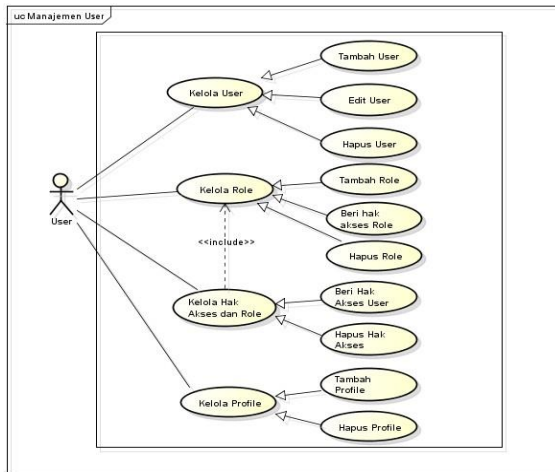 uc Manajemen User
Tambah User
Kelola User
Edit User
Hapus User
Tambah Role
Kelola Role
Beri hak
akses Role
Hapus Role
User
<<include>>
Beri Hak
Akses User
Kelola Hak
Akses dan Role
Hapus Hak
Akses
Tambah
Profile
Kelola Profile
Hapus Profile